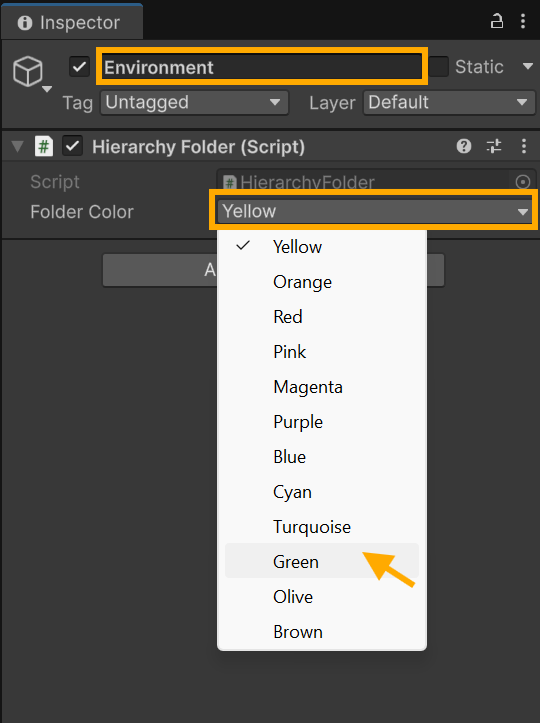 Inspector
Environment
Static
Tag Untagged Layer Default
# Hierarchy Folder (Script)
Script # HierarchyFolder
Folder Color Yellow
A
Yellow
Orange
Red
Pink
Magenta
Purple
Blue
Cyan
Turquoise
Green
Olive
Brown